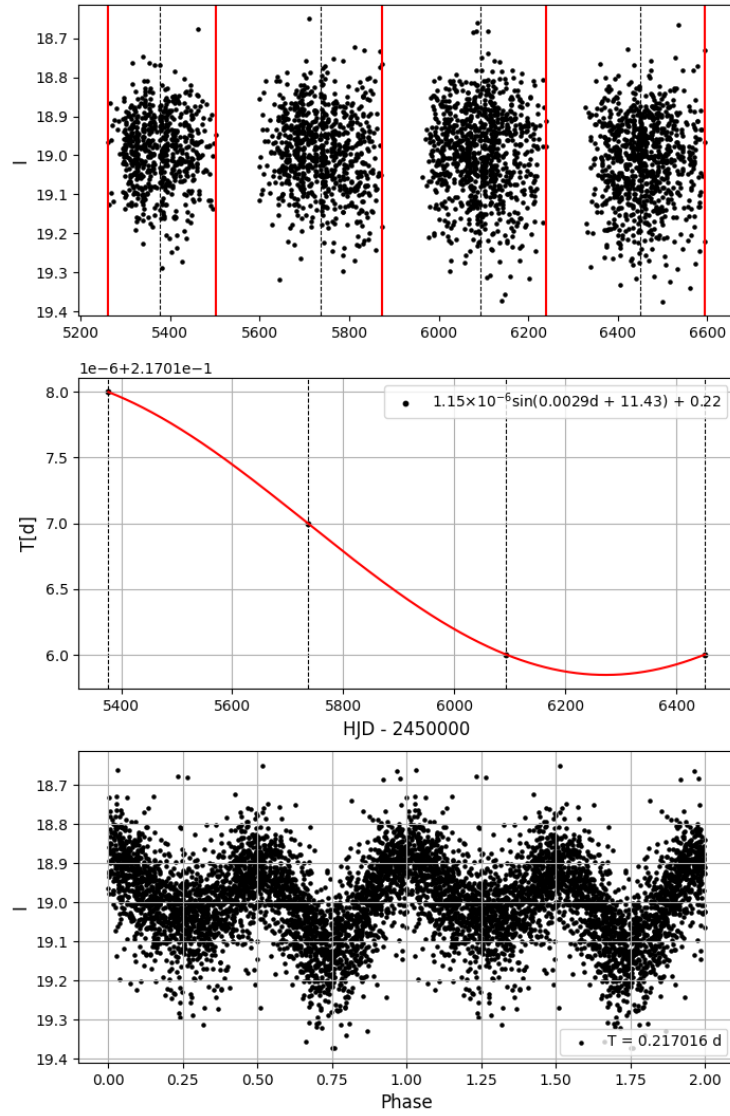 18.7
18.8
18.9
19.0
19.1
19.2
19.3
19.4
I
5200 5400 5600 5800 6000 6200 6400 6600
1e−6+2.1701e−1
8.0
7.5
7.0
6.5
6.0
T[d]
1.15×10⁻⁶sin(0.0029d + 11.43) + 0.22
5400 5600 5800 6000 6200 6400
HJD - 2450000
18.7
18.8
18.9
19.0
19.1
19.2
19.3
19.4
I
T = 0.217016 d
0.00 0.25 0.50 0.75 1.00 1.25 1.50 1.75 2.00
Phase